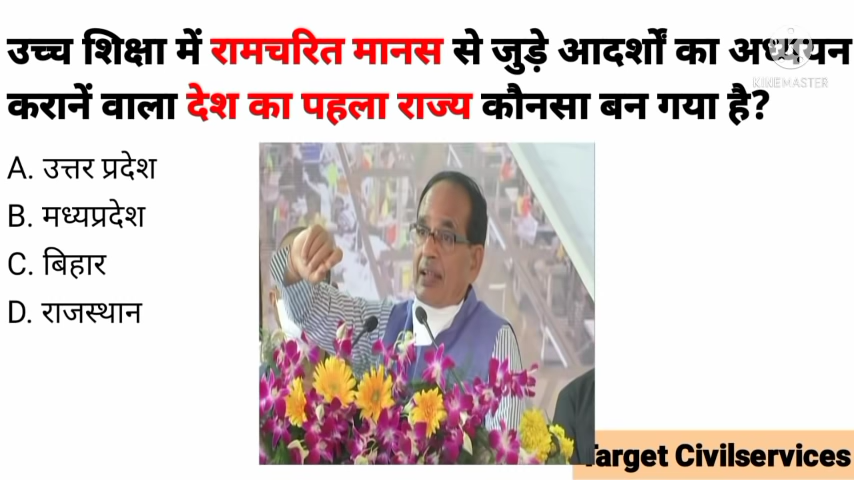 उच्च शिक्षा में रामचरित मानस से जुड़े आदर्शों का अध्ययन
करानें वाला देश का पहला राज्य कौनसा बन गया है?
KINEMASTER
A. उत्तर प्रदेश
B. मध्यप्रदेश
C. बिहार
D. राजस्थान
Target Civilservices